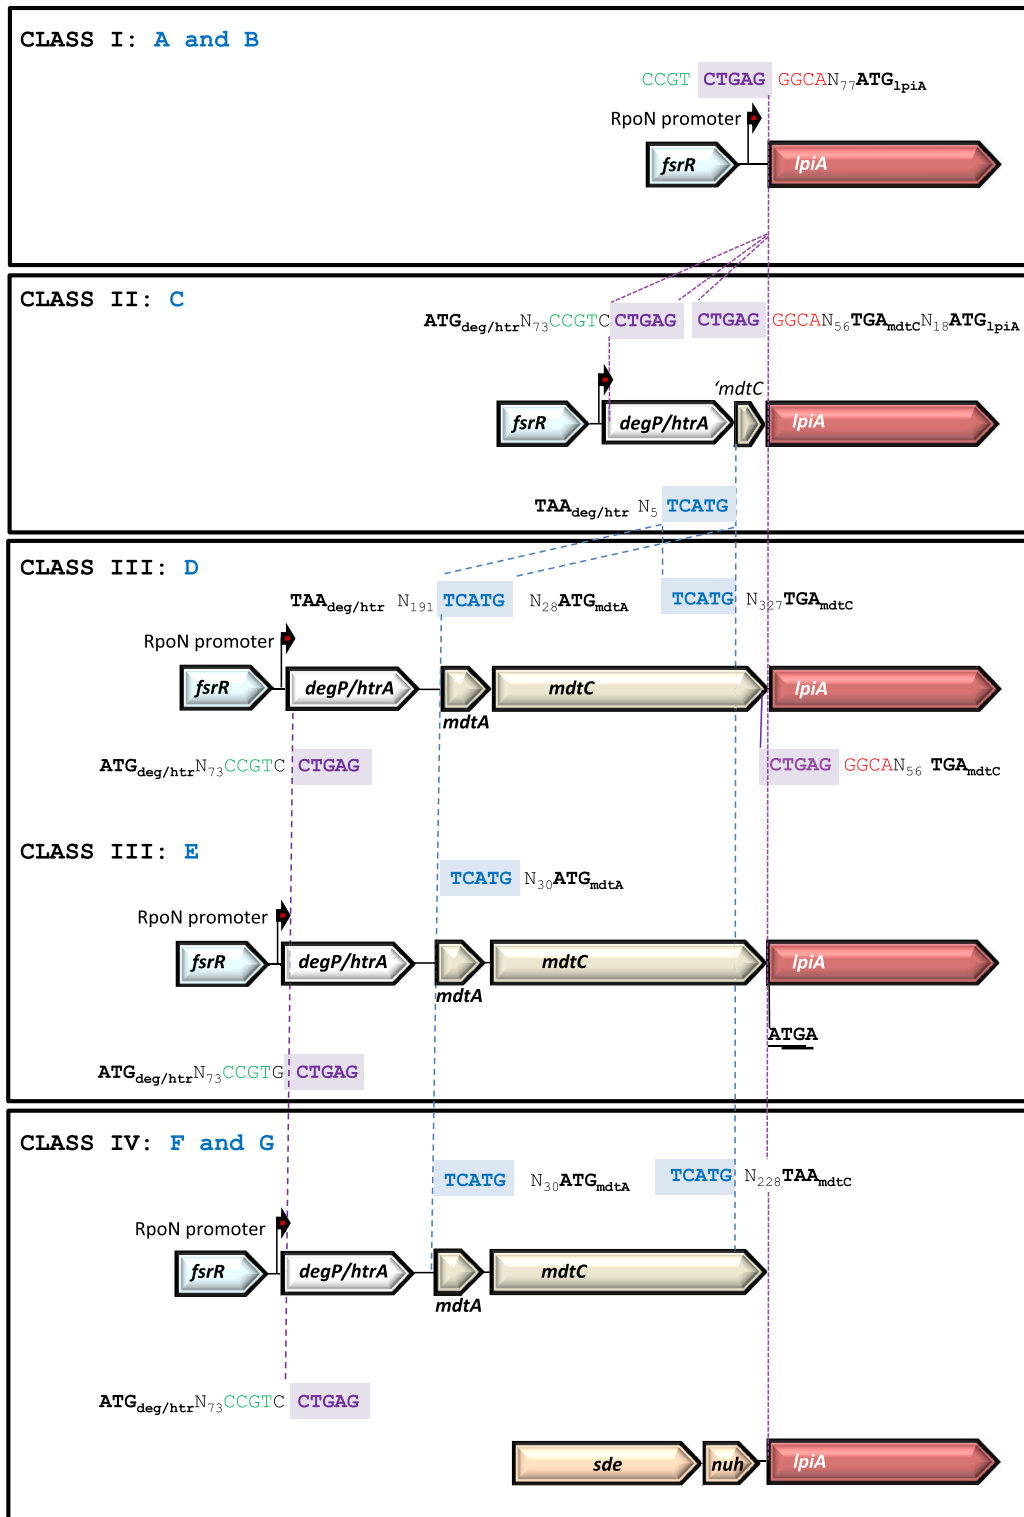 CLASS I: A and B
CCGT CTGAG GGCAN77ATGlpiA
RpoN promoter
fsrR lpiA
CLASS II: C
ATGdeg/htrN73CCGTCCTGAG CTGAG GGCAN56TGAmdtCN18ATGlpiA
'mdtC
fsrR degP/htrA lpiA
TAAdeg/htr N5 TCATG
CLASS III: D
TAAdeg/htr N191 TCATG N28ATGmdtA TCATG N327TGAmdtC
RpoN promoter
fsrR degP/htrA mdtC lpiA
mdtA
ATGdeg/htrN73CCGTC CTGAG CTGAG GGCAN56 TGAmdtC
CLASS III: E
TCATG N30ATGmdtA
RpoN promoter
fsrR degP/htrA mdtC lpiA
mdtA
ATGA
ATGdeg/htrN73CCGTG CTGAG
CLASS IV: F and G
TCATG N30ATGmdtA TCATG N228TAAmdtC
RpoN promoter
fsrR degP/htrA mdtC
mdtA
ATGdeg/htrN73CCGTC CTGAG
sde nuh lpiA